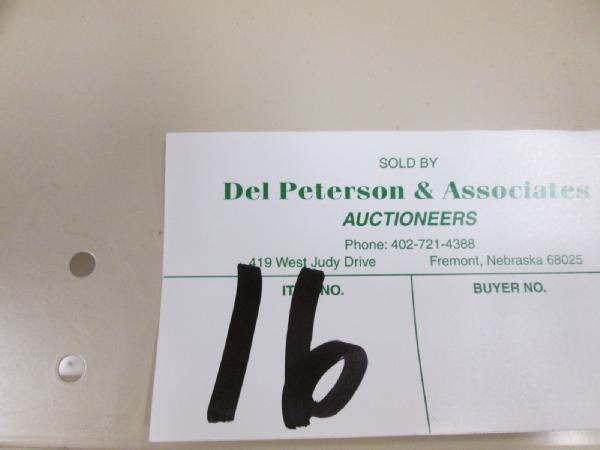 SOLD BY
Del Peterson & Associates
AUCTIONEERS
Phone: 402-721-4388
419 West Judy Drive Fremont, Nebraska 68025
ITEM NO. BUYER NO.
16